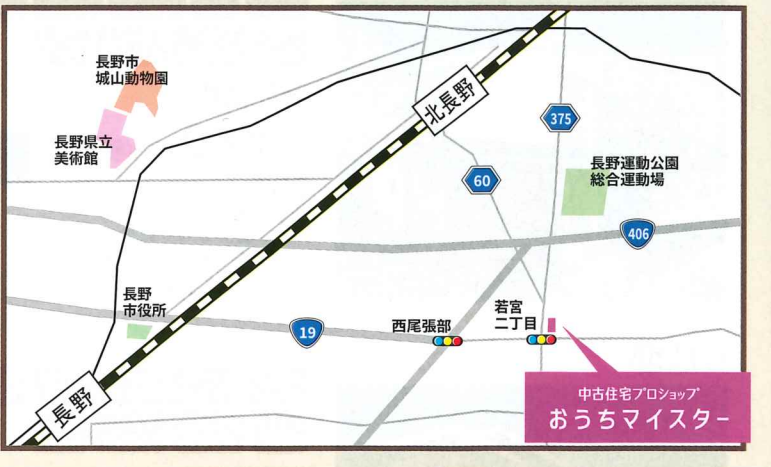 長野市
城山動物園
長野県立
美術館
北長野
375
60
長野運動公園
総合運動場
406
長野
市役所
19
西尾張部
若宮
二丁目
長野
中古住宅プロショップ
おうちマイスター